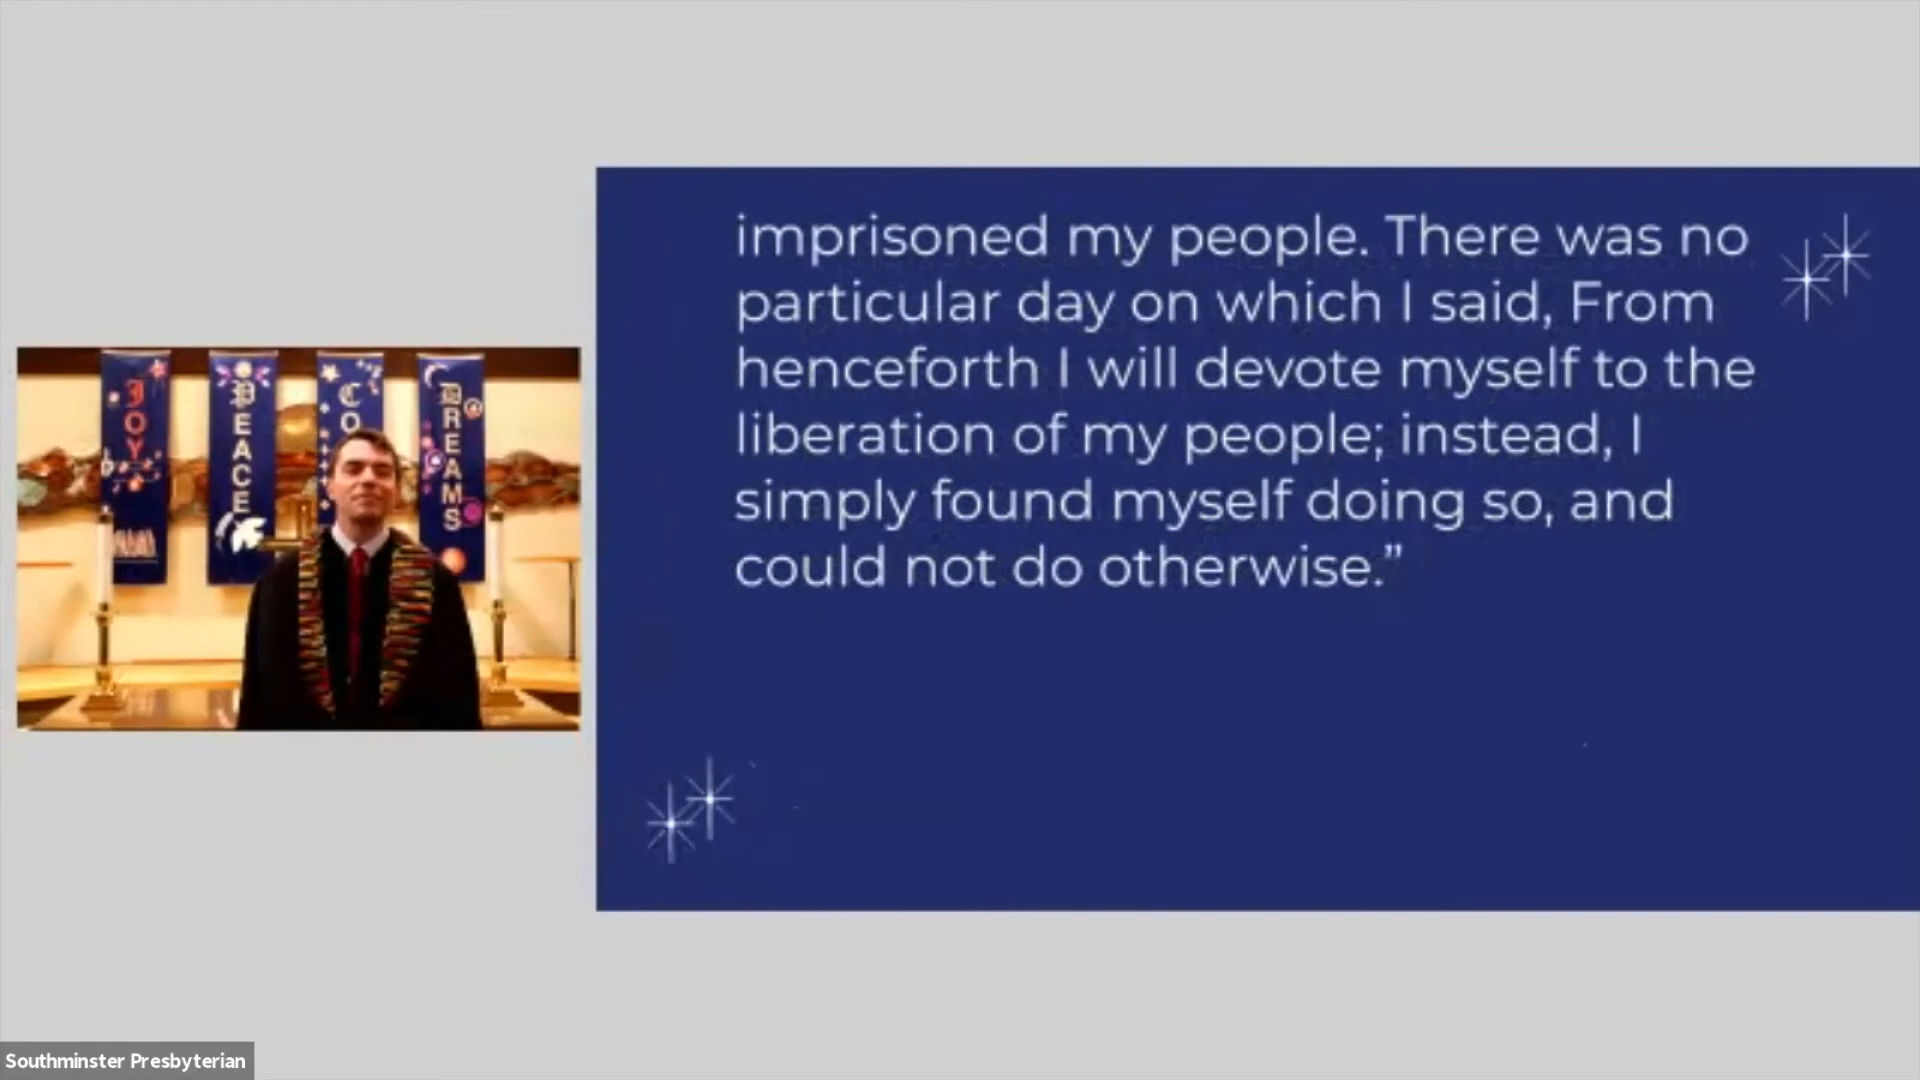 imprisoned my people. There was no
particular day on which I said, From
henceforth I will devote myself to the
liberation of my people; instead, I
simply found myself doing so, and
could not do otherwise.”
JOY
PEACE
CO
DREAMS
Southminster Presbyterian